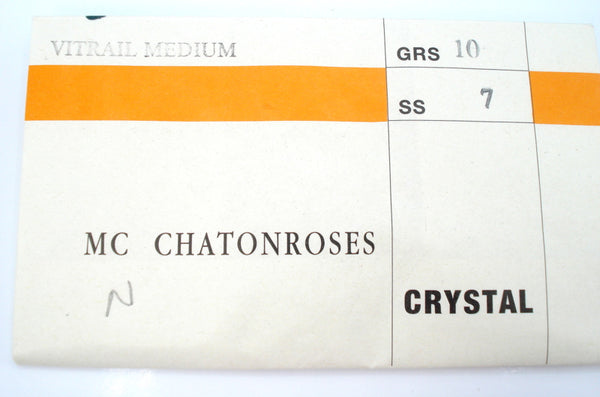 VITRAIL MEDIUM
GRS 10
SS 7
MC CHATONROSES
N
CRYSTAL